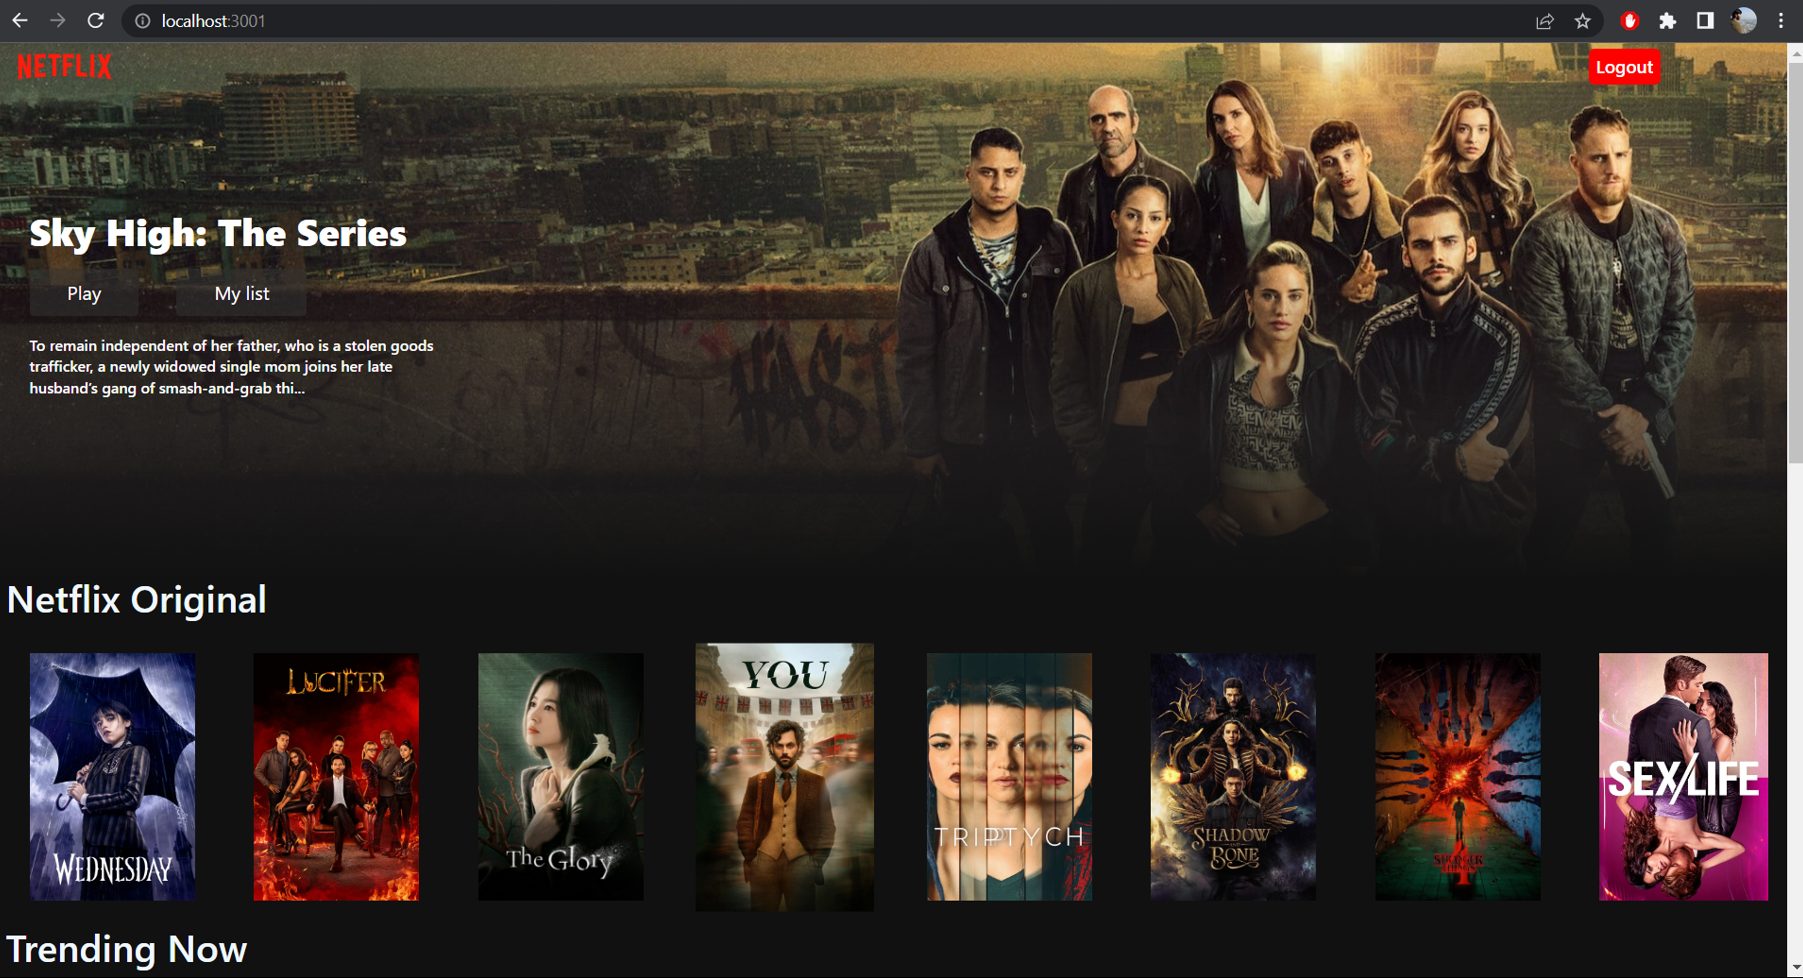 localhost:3001
NETFLIX
Logout
Sky High: The Series
Play
My list
To remain independent of her father, who is a stolen goods
trafficker, a newly widowed single mom joins her late
husband's gang of smash-and-grab thi...
Netflix Original
WEDNESDAY
LUCIFER
The Glory
YOU
TRIPTYCH
SHADOW
AND
BONE
STRANGER
THINGS
4
SEX/LIFE
Trending Now